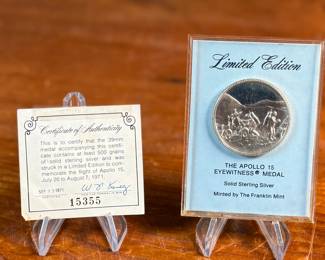 Certificate of Authenticity
This is to certify that the 39mm
medal accompanying this certifi-
cate contains at least 500 grains
of solid sterling silver and was
struck in a Limited Edition to com-
memorate the flight of Apollo 15,
July 26 to August 7, 1971.
SEP 13 1971
15355
Limited Edition
THE APOLLO 15
EYEWITNESS® MEDAL
Solid Sterling Silver
Minted by The Franklin Mint